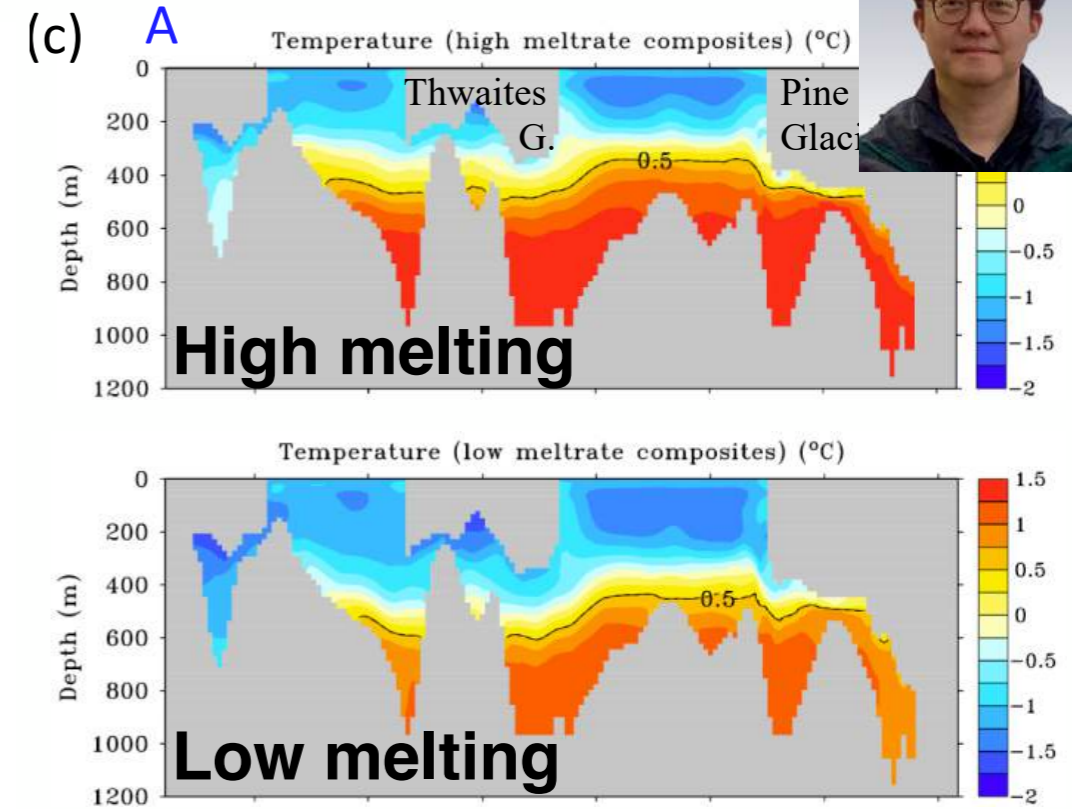 (c)
A
Temperature (high meltrate composites) (°C)
Thwaites
G.
Pine
Glaci
0.5
0
200
400
600
800
1000
1200
Depth (m)
High melting
0
−0.5
−1
−1.5
−2
Temperature (low meltrate composites) (°C)
0.5
0
200
400
600
800
1000
1200
Depth (m)
Low melting
1.5
1
0.5
0
−0.5
−1
−1.5
−2